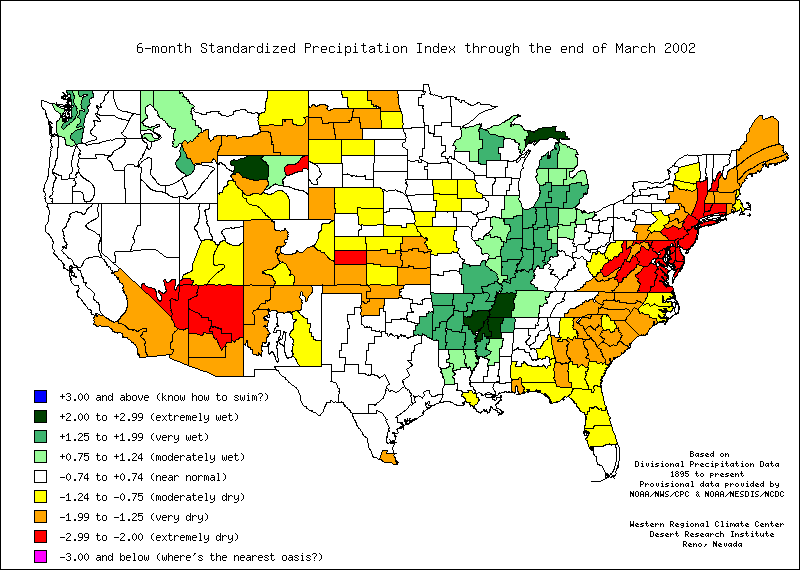 6-month Standardized Precipitation Index through the end of March 2002
+3.00 and above (know how to swim?)
+2.00 to +2.99 (extremely wet)
+1.25 to +1.99 (very wet)
+0.75 to +1.24 (moderately wet)
-0.74 to +0.74 (near normal)
-1.24 to -0.75 (moderately dry)
-1.99 to -1.25 (very dry)
-2.99 to -2.00 (extremely dry)
-3.00 and below (where's the nearest oasis?)
Based on
Divisional Precipitation Data
1895 to present
Provisional data provided by
NOAA/NWS/CPC & NOAA/NESDIS/NCDC
Western Regional Climate Center
Desert Research Institute
Reno, Nevada